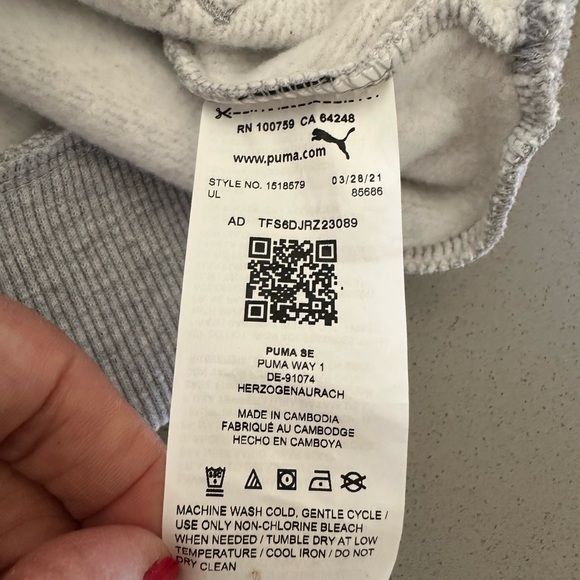 RN 100759 CA 64248
www.puma.com
STYLE NO. 1518579 03/28/21
UL 85686
AD TFS6DJRZ23089
PUMA SE
PUMA WAY 1
DE-91074
HERZOGENAURACH
MADE IN CAMBODIA
FABRIQUÉ AU CAMBODGE
HECHO EN CAMBOYA
MACHINE WASH COLD, GENTLE CYCLE /
USE ONLY NON-CHLORINE BLEACH
WHEN NEEDED / TUMBLE DRY AT LOW
TEMPERATURE / COOL IRON / DO NOT
DRY CLEAN